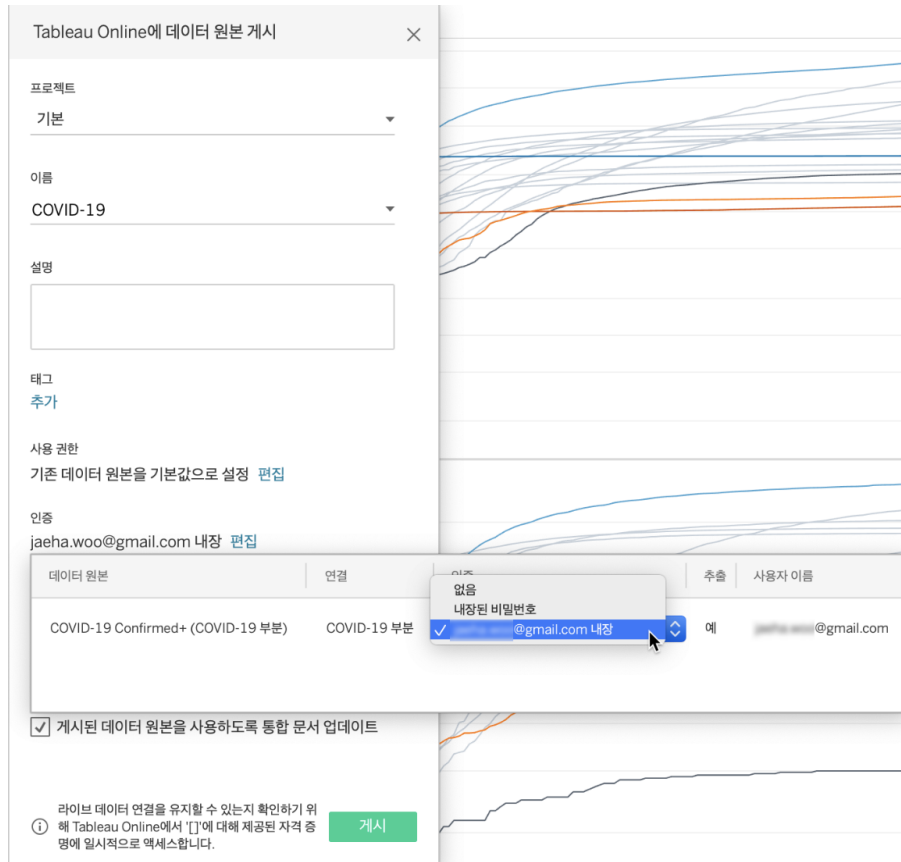 Tableau Online에 데이터 원본 게시
프로젝트
기본
이름
COVID-19
설명
태그
추가
사용 권한
기존 데이터 원본을 기본값으로 설정 편집
인증
jaeha.woo@gmail.com 내장 편집
데이터 원본 연결 추출 사용자 이름
없음
내장된 비밀번호
COVID-19 Confirmed+ (COVID-19 부분) COVID-19 부분 @gmail.com 내장 예 @gmail.com
게시된 데이터 원본을 사용하도록 통합 문서 업데이트
라이브 데이터 연결을 유지할 수 있는지 확인하기 위
해 Tableau Online에서 '[]'에 대해 제공된 자격 증
명에 일시적으로 액세스합니다.
게시